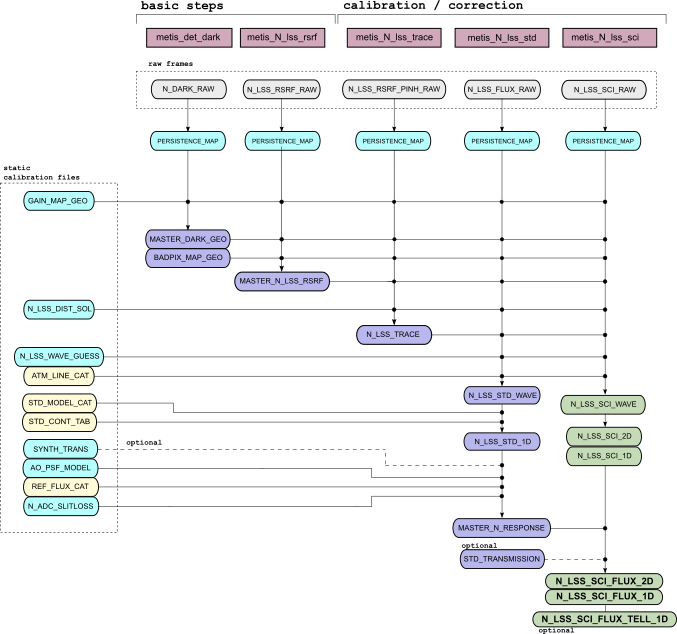 basic steps
calibration / correction
metis_det_dark
metis_N_lss_rsrf
metis_N_lss_trace
metis_N_lss_std
metis_N_lss_sci
raw frames
N_DARK_RAW
N_LSS_RSRF_RAW
N_LSS_RSRF_PINH_RAW
N_LSS_FLUX_RAW
N_LSS_SCI_RAW
PERSISTENCE_MAP
PERSISTENCE_MAP
PERSISTENCE_MAP
PERSISTENCE_MAP
PERSISTENCE_MAP
static
calibration files
GAIN_MAP_GEO
MASTER_DARK_GEO
BADPIX_MAP_GEO
MASTER_N_LSS_RSRF
N_LSS_DIST_SOL
N_LSS_TRACE
N_LSS_WAVE_GUESS
ATM_LINE_CAT
N_LSS_STD_WAVE
STD_MODEL_CAT
N_LSS_SCI_WAVE
STD_CONT_TAB
N_LSS_SCI_2D
SYNTH_TRANS
optional
N_LSS_STD_1D
N_LSS_SCI_1D
AO_PSF_MODEL
REF_FLUX_CAT
N_ADC_SLITLOSS
MASTER_N_RESPONSE
optional
STD_TRANSMISSION
N_LSS_SCI_FLUX_2D
N_LSS_SCI_FLUX_1D
N_LSS_SCI_FLUX_TELL_1D
optional